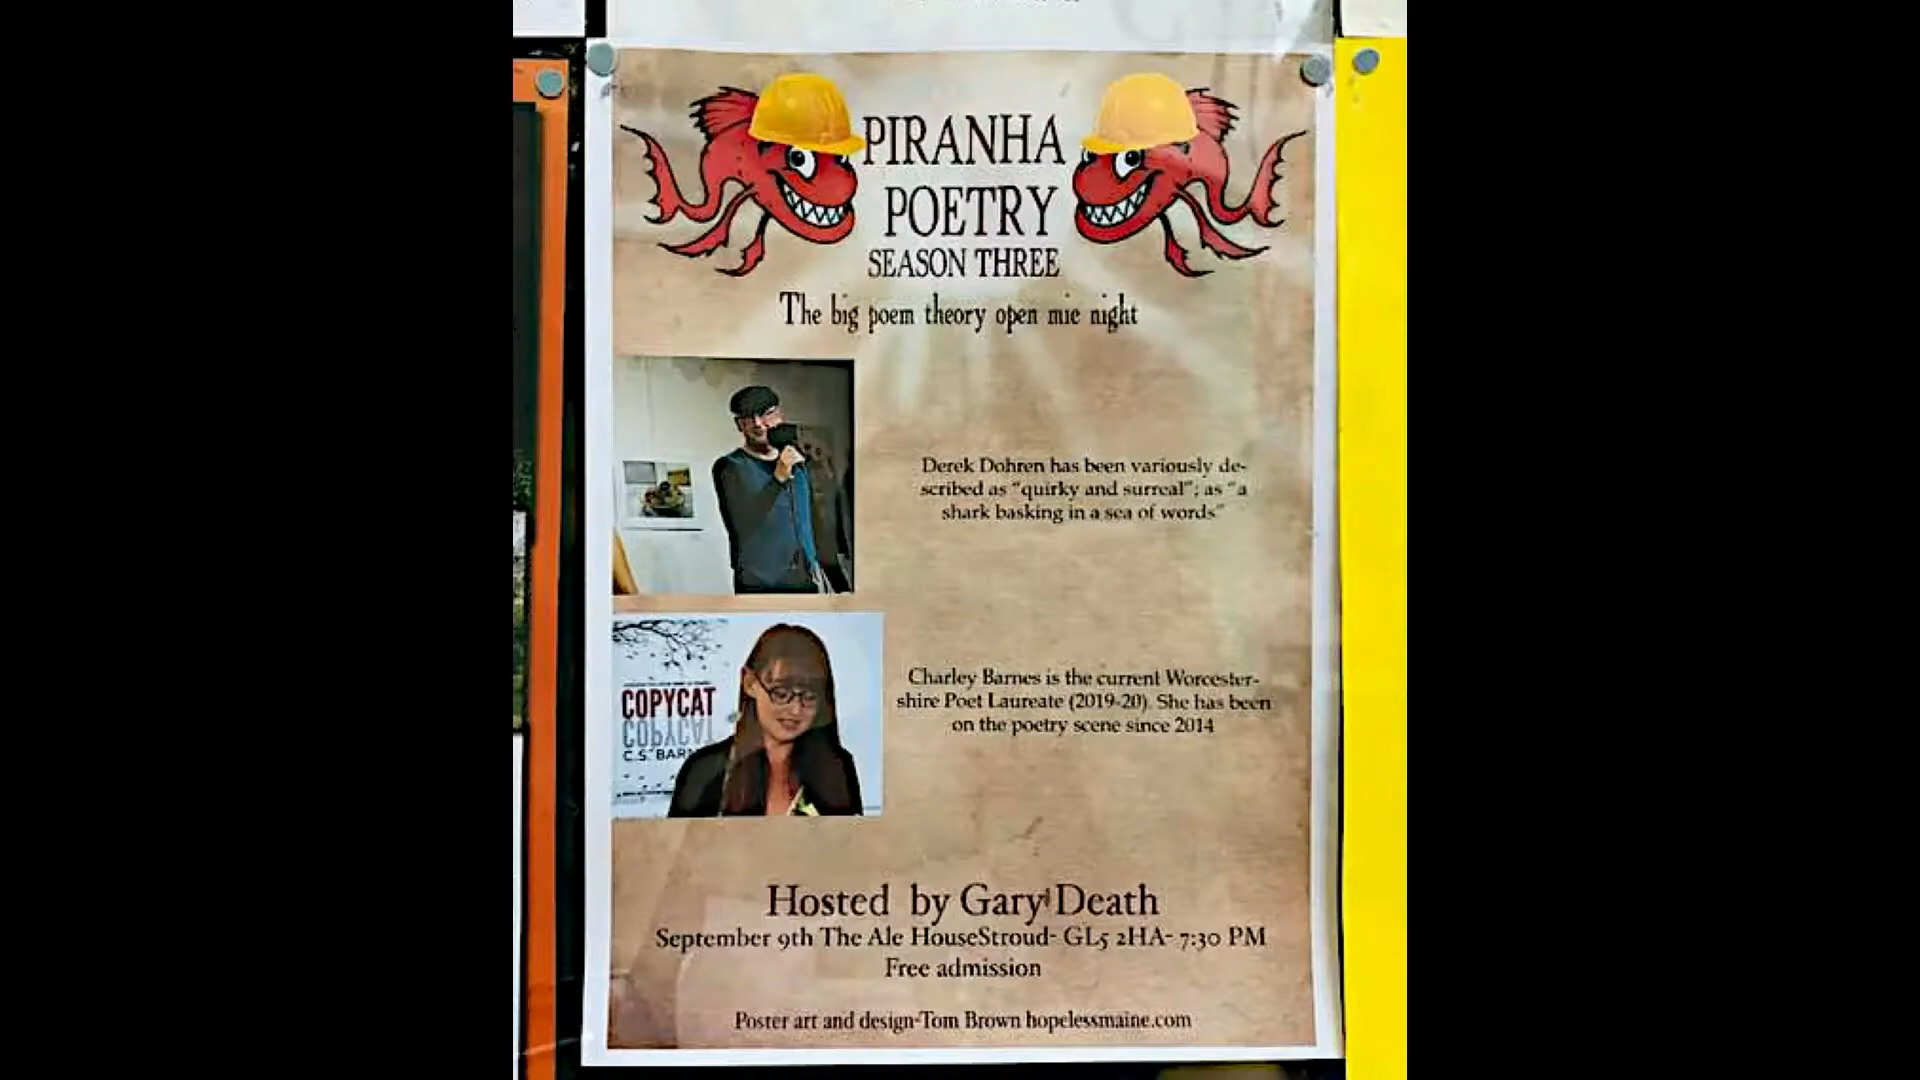 PIRANHA
POETRY
SEASON THREE
The big poem theory open mic night
Derek Dohren has been variously de-
scribed as "quirky and surreal"; as "a
shark basking in a sea of words"
COPYCAT
COPYCAT
C.S. BARN
Charley Barnes is the current Worcester-
shire Poet Laureate (2019-20). She has been
on the poetry scene since 2014
Hosted by Gary Death
September 9th The Ale HouseStroud- GL5 2HA- 7:30 PM
Free admission
Poster art and design-Tom Brown hopelessmaine.com